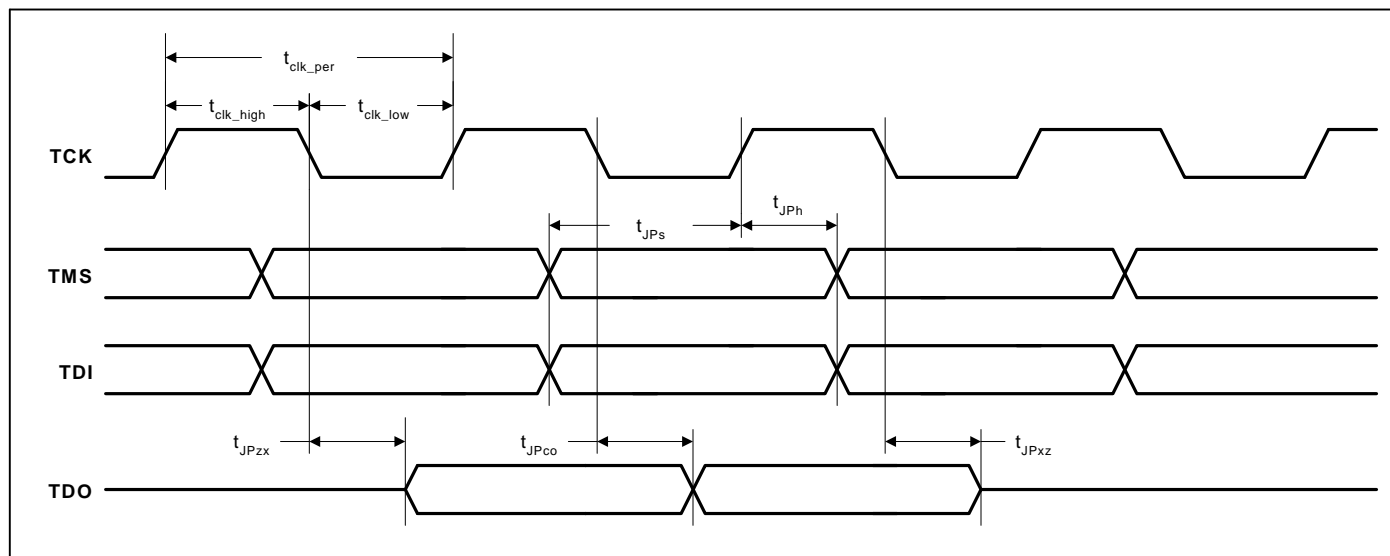 t_clk_per
t_clk_high t_clk_low
TCK
t_JPh
t_JPs
TMS
TDI
t_JPzx t_JPco t_JPxz
TDO